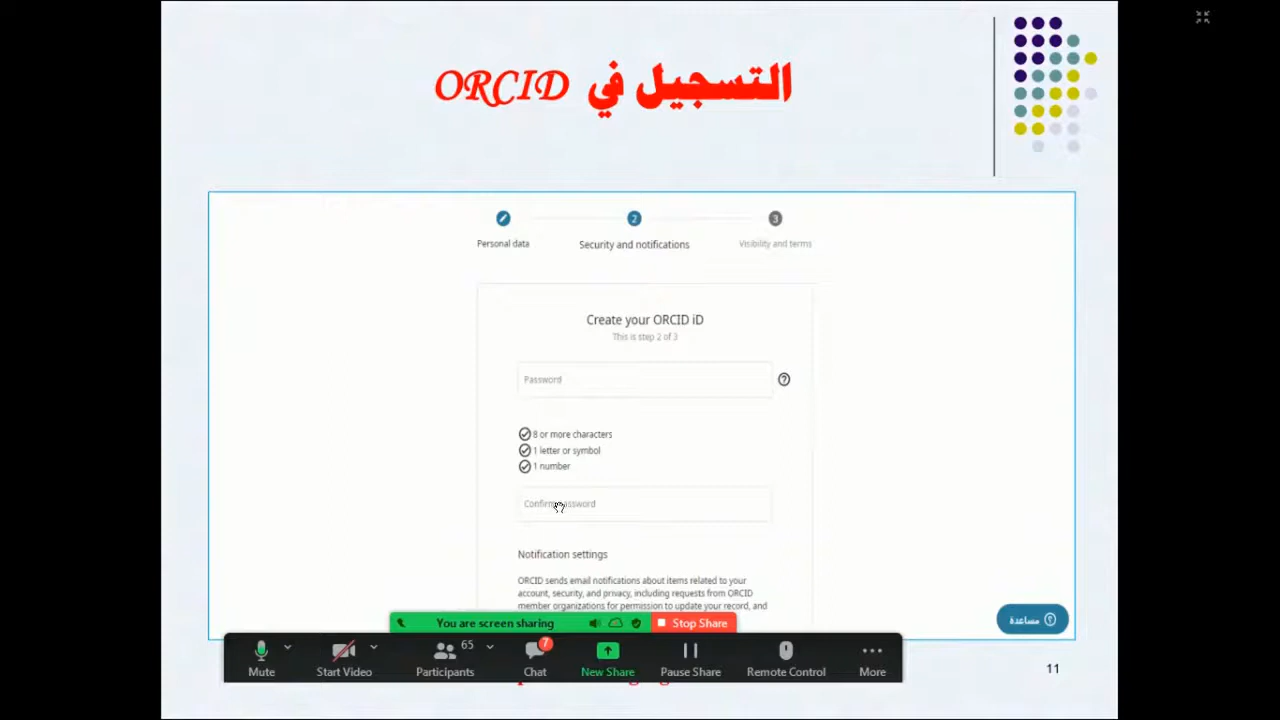 التسجيل في ORCID
2
3
Personal data
Security and notifications
Visibility and terms
Create your ORCID iD
This is step 2 of 3
Password
8 or more characters
1 letter or symbol
1 number
Confirm password
Notification settings
ORCID sends email notifications about items related to your
account, security, and privacy, including requests from ORCID
member organizations for permission to update your record, and
مساعدة
You are screen sharing
Stop Share
65
7
Mute
Start Video
Participants
Chat
New Share
Pause Share
Remote Control
More
11